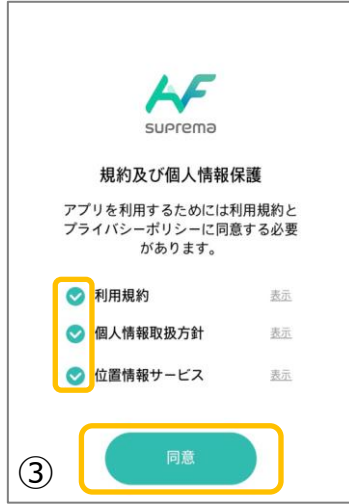 AF
suprema
規約及び個人情報保護
アプリを利用するためには利用規約と
プライバシーポリシーに同意する必要
があります。
利用規約 表示
個人情報取扱方針 表示
位置情報サービス 表示
同意
③